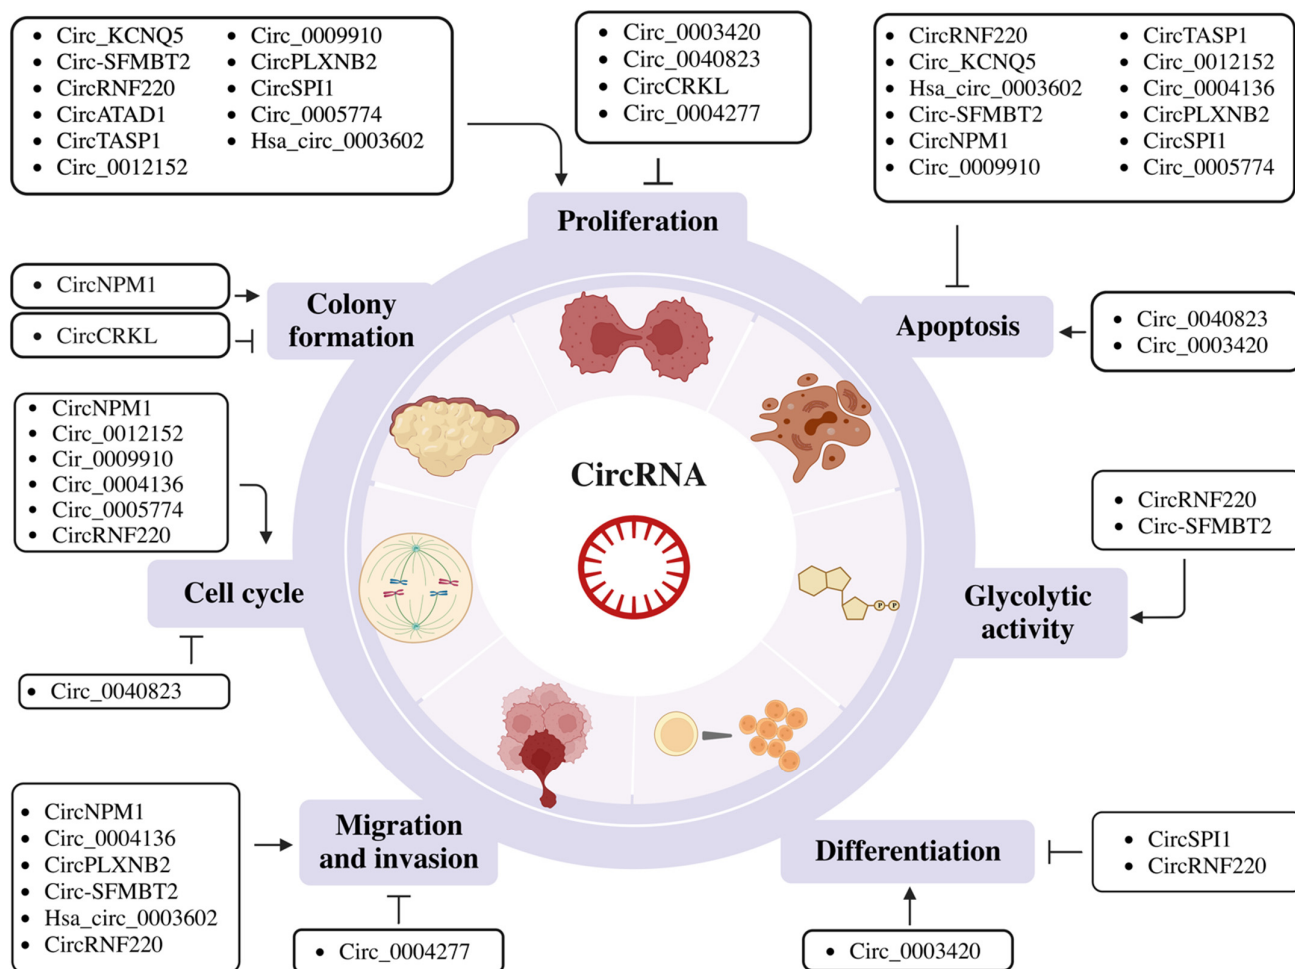 • Circ_KCNQ5
• Circ-SFMBT2
• CircRNF220
• CircATAD1
• CircTASP1
• Circ_0012152
• Circ_0009910
• CircPLXNB2
• CircSPI1
• Circ_0005774
• Hsa_circ_0003602
• Circ_0003420
• Circ_0040823
• CircCRKL
• Circ_0004277
• CircRNF220
• Circ_KCNQ5
• Hsa_circ_0003602
• Circ-SFMBT2
• CircNPM1
• Circ_0009910
• CircTASP1
• Circ_0012152
• Circ_0004136
• CircPLXNB2
• CircSPI1
• Circ_0005774
Proliferation
• CircNPM1
• CircCRKL
Colony
formation
Apoptosis
• Circ_0040823
• Circ_0003420
• CircNPM1
• Circ_0012152
• Cir_0009910
• Circ_0004136
• Circ_0005774
• CircRNF220
CircRNA
• CircRNF220
• Circ-SFMBT2
Cell cycle
Glycolytic
activity
P P
• Circ_0040823
• CircNPM1
• Circ_0004136
• CircPLXNB2
• Circ-SFMBT2
• Hsa_circ_0003602
• CircRNF220
Migration
and invasion
Differentiation
• CircSPI1
• CircRNF220
• Circ_0004277
• Circ_0003420